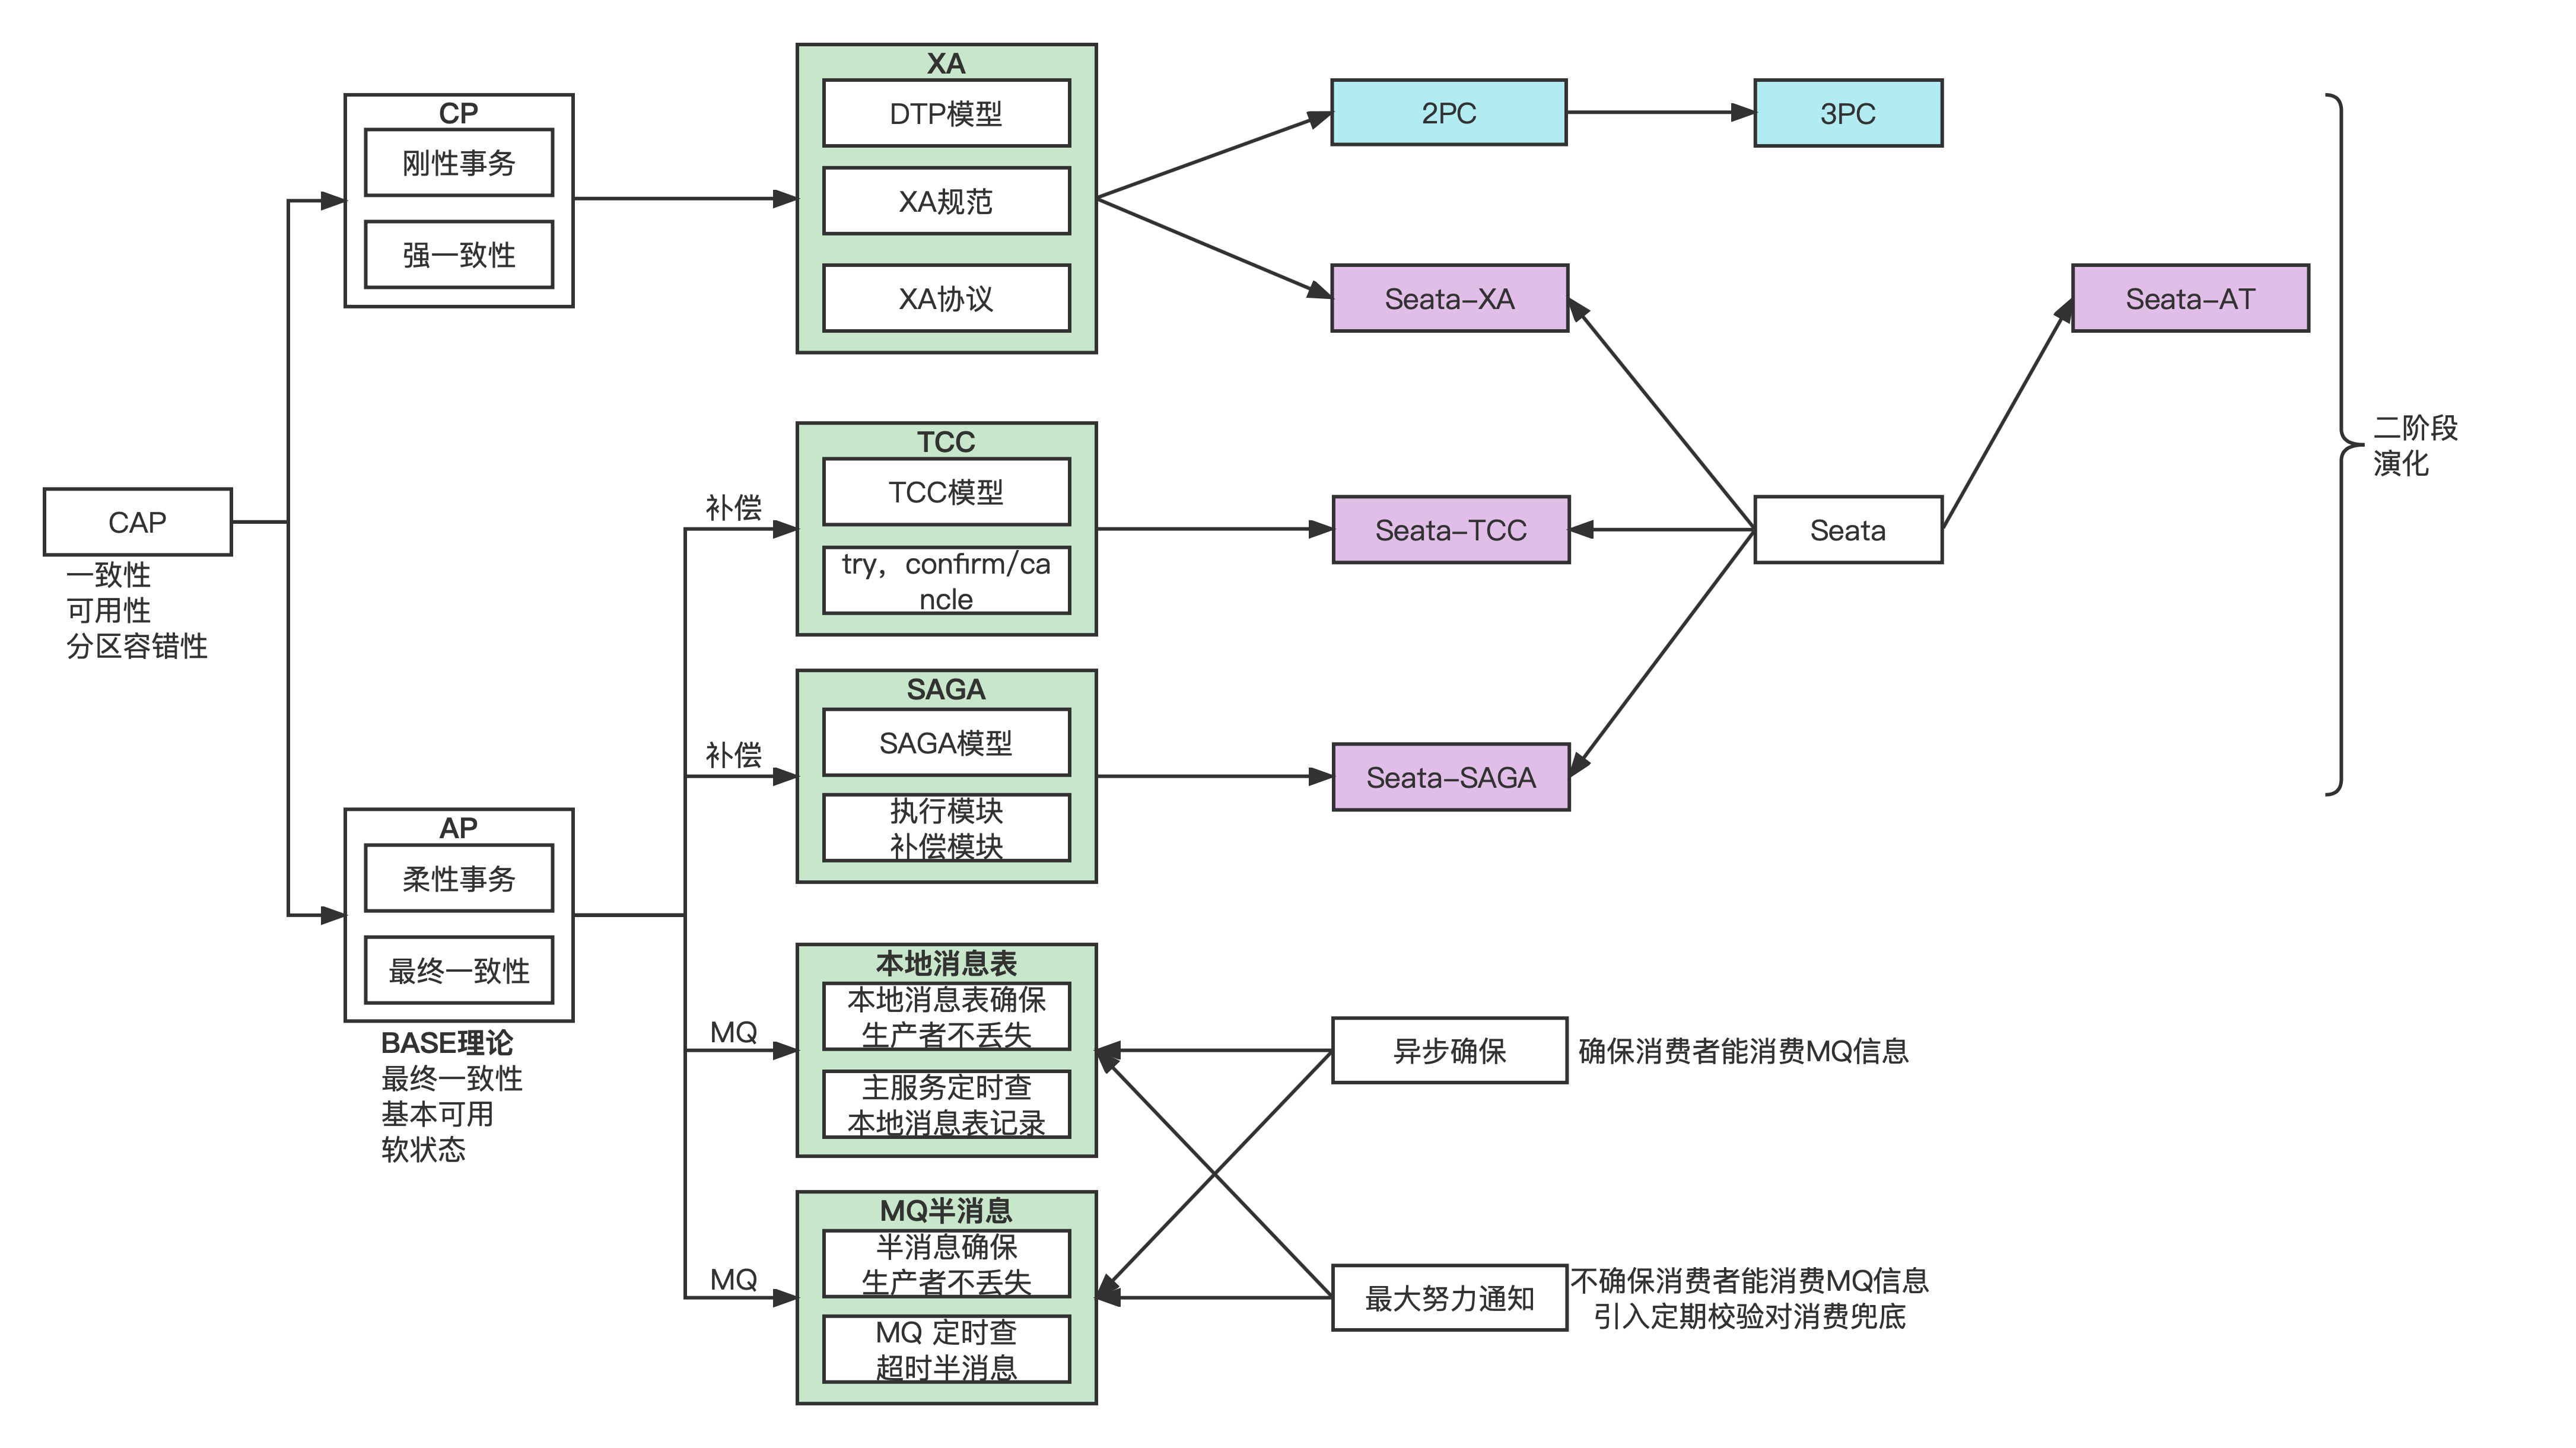 CAP
一致性
可用性
分区容错性
CP
刚性事务
强一致性
AP
柔性事务
最终一致性
BASE理论
最终一致性
基本可用
软状态
补偿
补偿
MQ
MQ
XA
DTP模型
XA规范
XA协议
TCC
TCC模型
try，confirm/ca
ncle
SAGA
SAGA模型
执行模块
补偿模块
本地消息表
本地消息表确保
生产者不丢失
主服务定时查
本地消息表记录
MQ半消息
半消息确保
生产者不丢失
MQ 定时查
超时半消息
2PC
3PC
Seata-XA
Seata-AT
Seata-TCC
Seata
Seata-SAGA
二阶段
演化
异步确保
确保消费者能消费MQ信息
最大努力通知
不确保消费者能消费MQ信息
引入定期校验对消费兜底